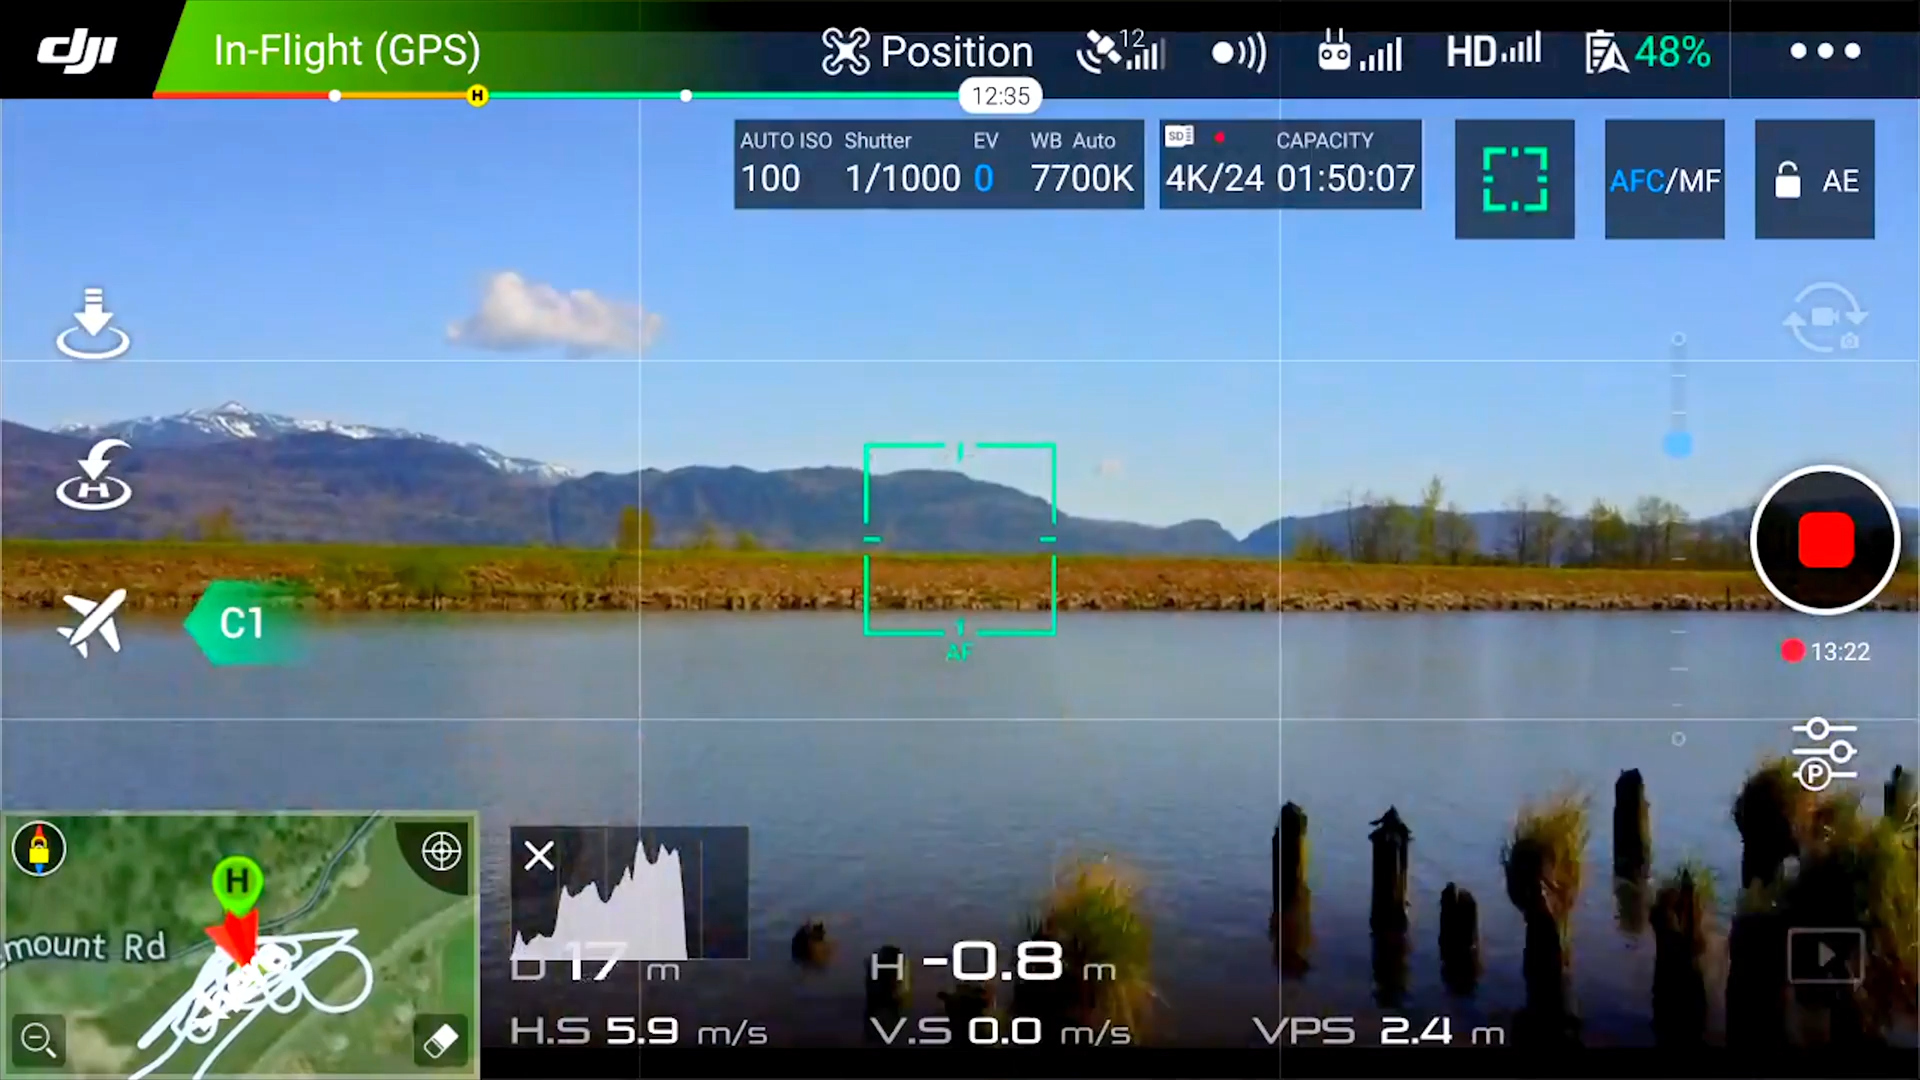 dji In-Flight (GPS) Position 12 HD 48%
H 12:35
AUTO ISO Shutter EV WB Auto SD CAPACITY
100 1/1000 0 7700K 4K/24 01:50:07 AFC/MF AE
H
C1
AF
13:22
P
H
mount Rd
D 17 m H -0.8 m
H.S 5.9 m/s V.S 0.0 m/s VPS 2.4 m